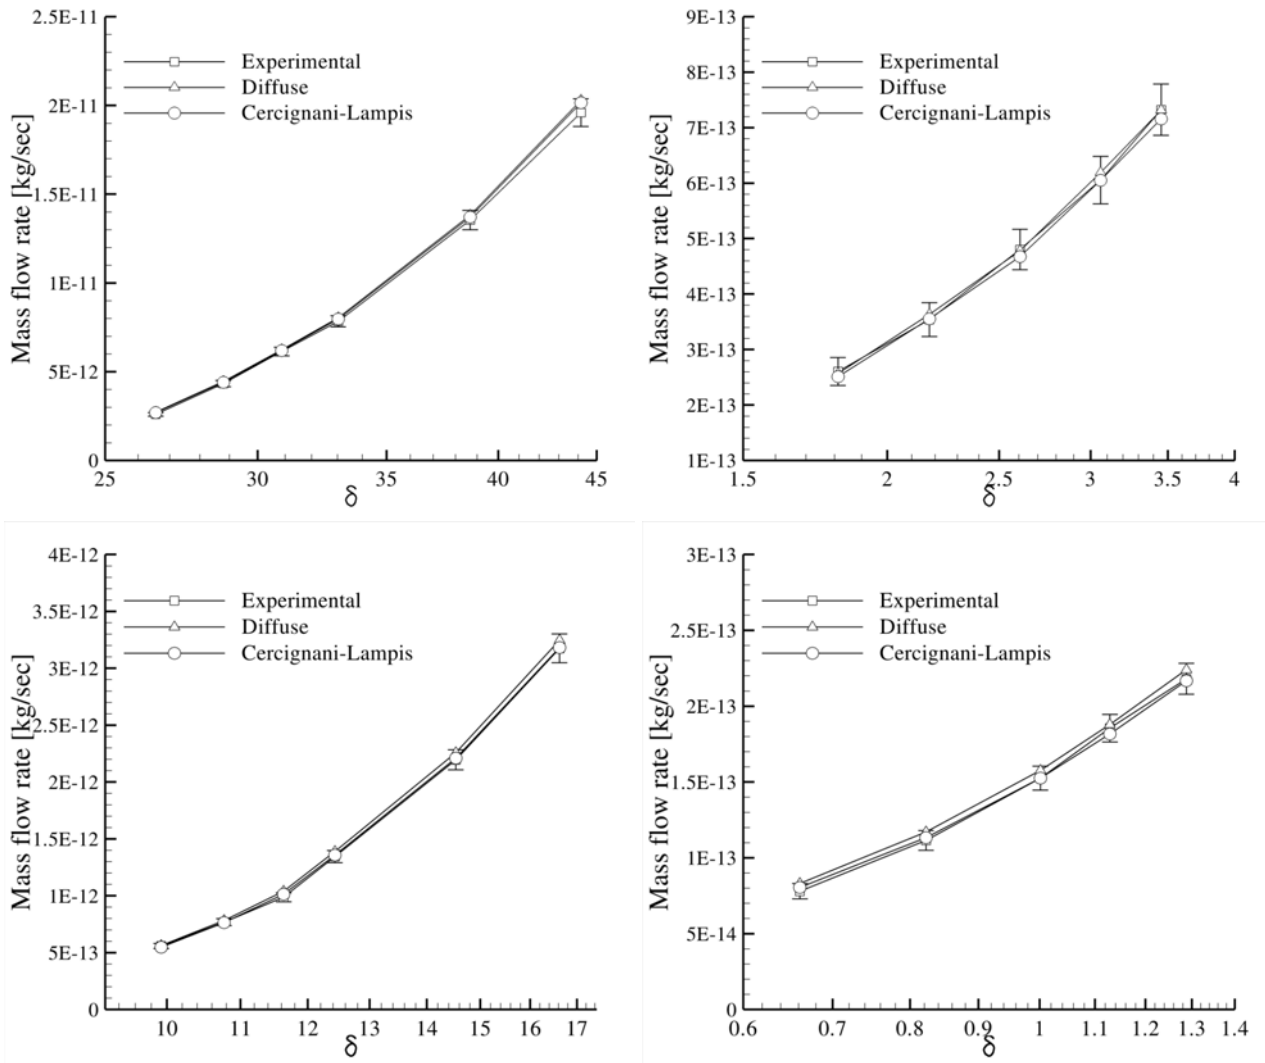 2.5E-11
2E-11
1.5E-11
1E-11
5E-12
0
Mass flow rate [kg/sec]
Experimental
Diffuse
Cercignani-Lampis
25 30 35 40 45
δ
9E-13
8E-13
7E-13
6E-13
5E-13
4E-13
3E-13
2E-13
1E-13
Mass flow rate [kg/sec]
Experimental
Diffuse
Cercignani-Lampis
1.5 2 2.5 3 3.5 4
δ
4E-12
3.5E-12
3E-12
2.5E-12
2E-12
1.5E-12
1E-12
5E-13
0
Mass flow rate [kg/sec]
Experimental
Diffuse
Cercignani-Lampis
10 11 12 13 14 15 16 17
δ
3E-13
2.5E-13
2E-13
1.5E-13
1E-13
5E-14
0
Mass flow rate [kg/sec]
Experimental
Diffuse
Cercignani-Lampis
0.6 0.7 0.8 0.9 1 1.1 1.2 1.3 1.4
δ